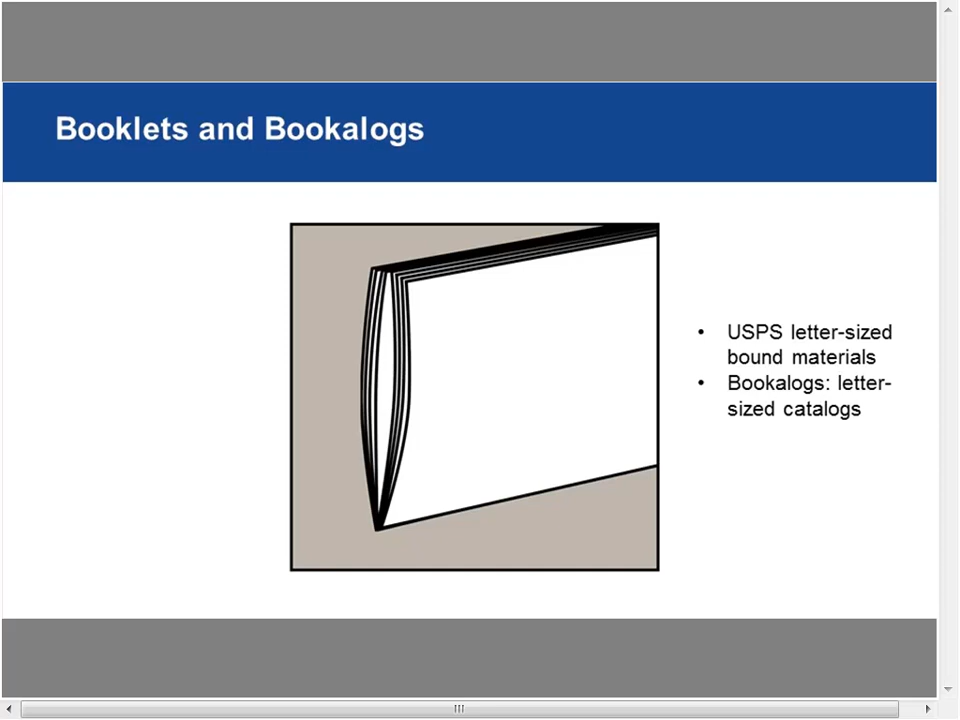 Booklets and Bookalogs
• USPS letter-sized
bound materials
• Bookalogs: letter-
sized catalogs